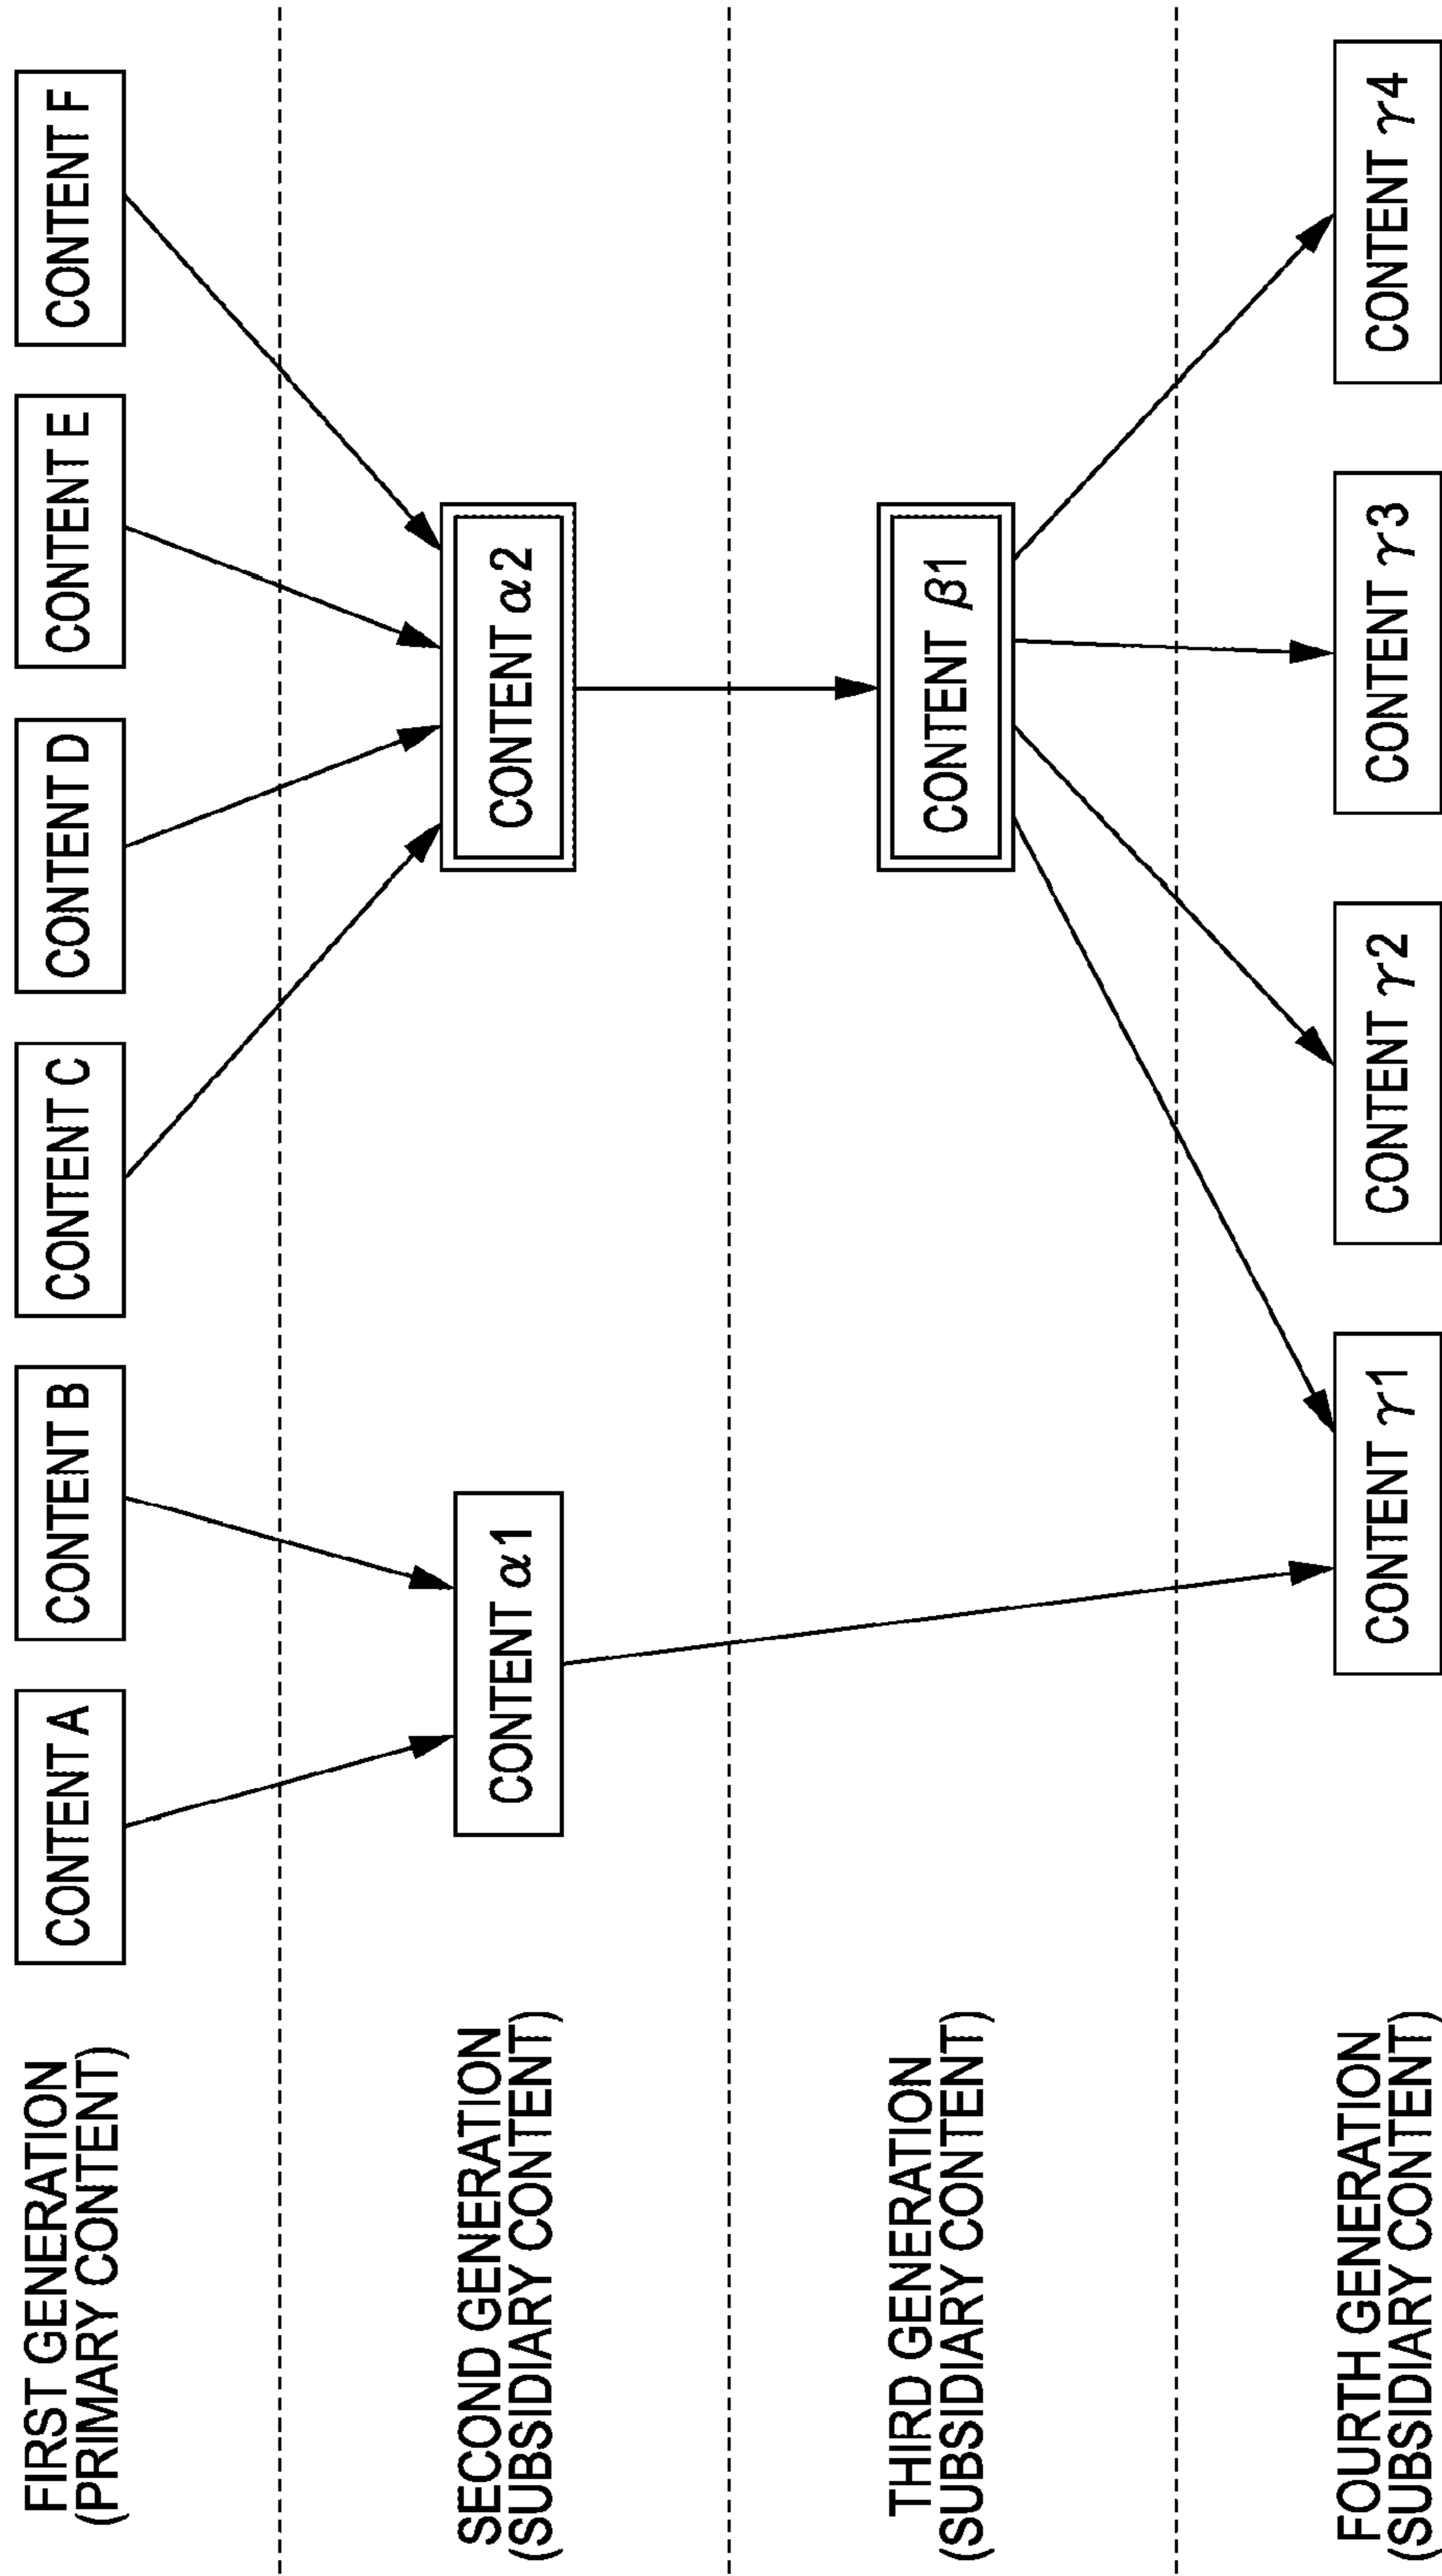 FIRST GENERATION
(PRIMARY CONTENT)
CONTENT A
CONTENT B
CONTENT C
CONTENT D
CONTENT E
CONTENT F
SECOND GENERATION
(SUBSIDIARY CONTENT)
CONTENT α1
CONTENT α2
THIRD GENERATION
(SUBSIDIARY CONTENT)
CONTENT β1
FOURTH GENERATION
(SUBSIDIARY CONTENT)
CONTENT γ1
CONTENT γ2
CONTENT γ3
CONTENT γ4